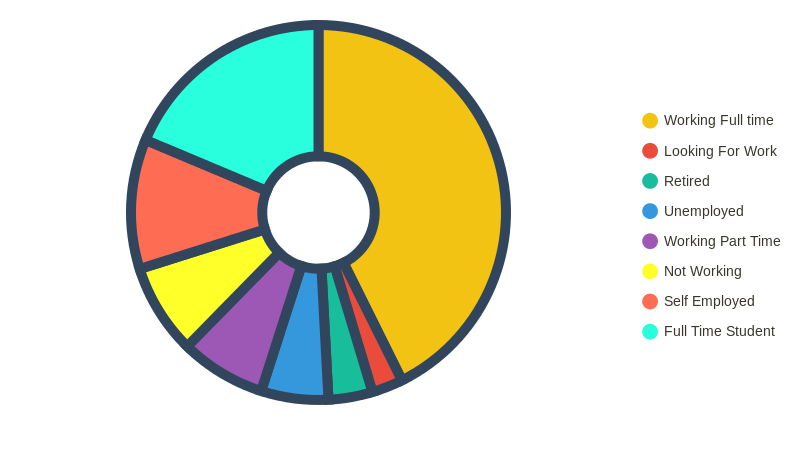 Working Full time
Looking For Work
Retired
Unemployed
Working Part Time
Not Working
Self Employed
Full Time Student